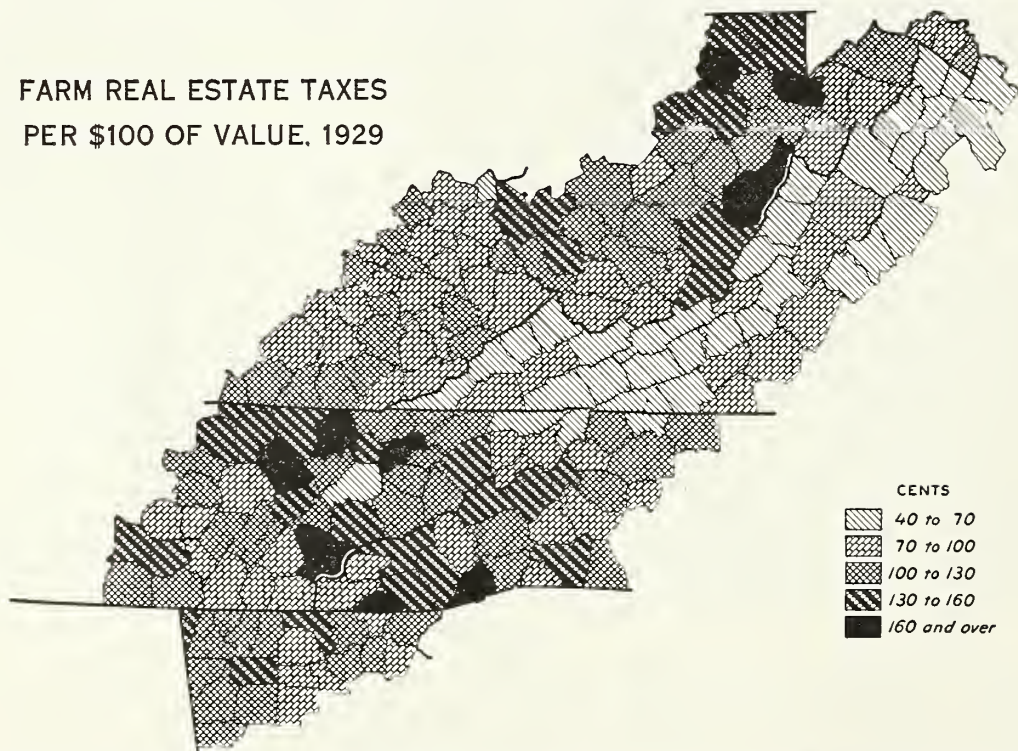 FARM REAL ESTATE TAXES
PER $100 OF VALUE, 1929
CENTS
40 to 70
70 to 100
100 to 130
130 to 160
160 and over